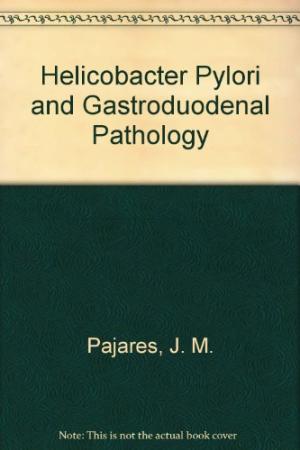 Helicobacter Pylori
and Gastroduodenal
Pathology
Pajares, J. M.
Note: This is not the actual book cover